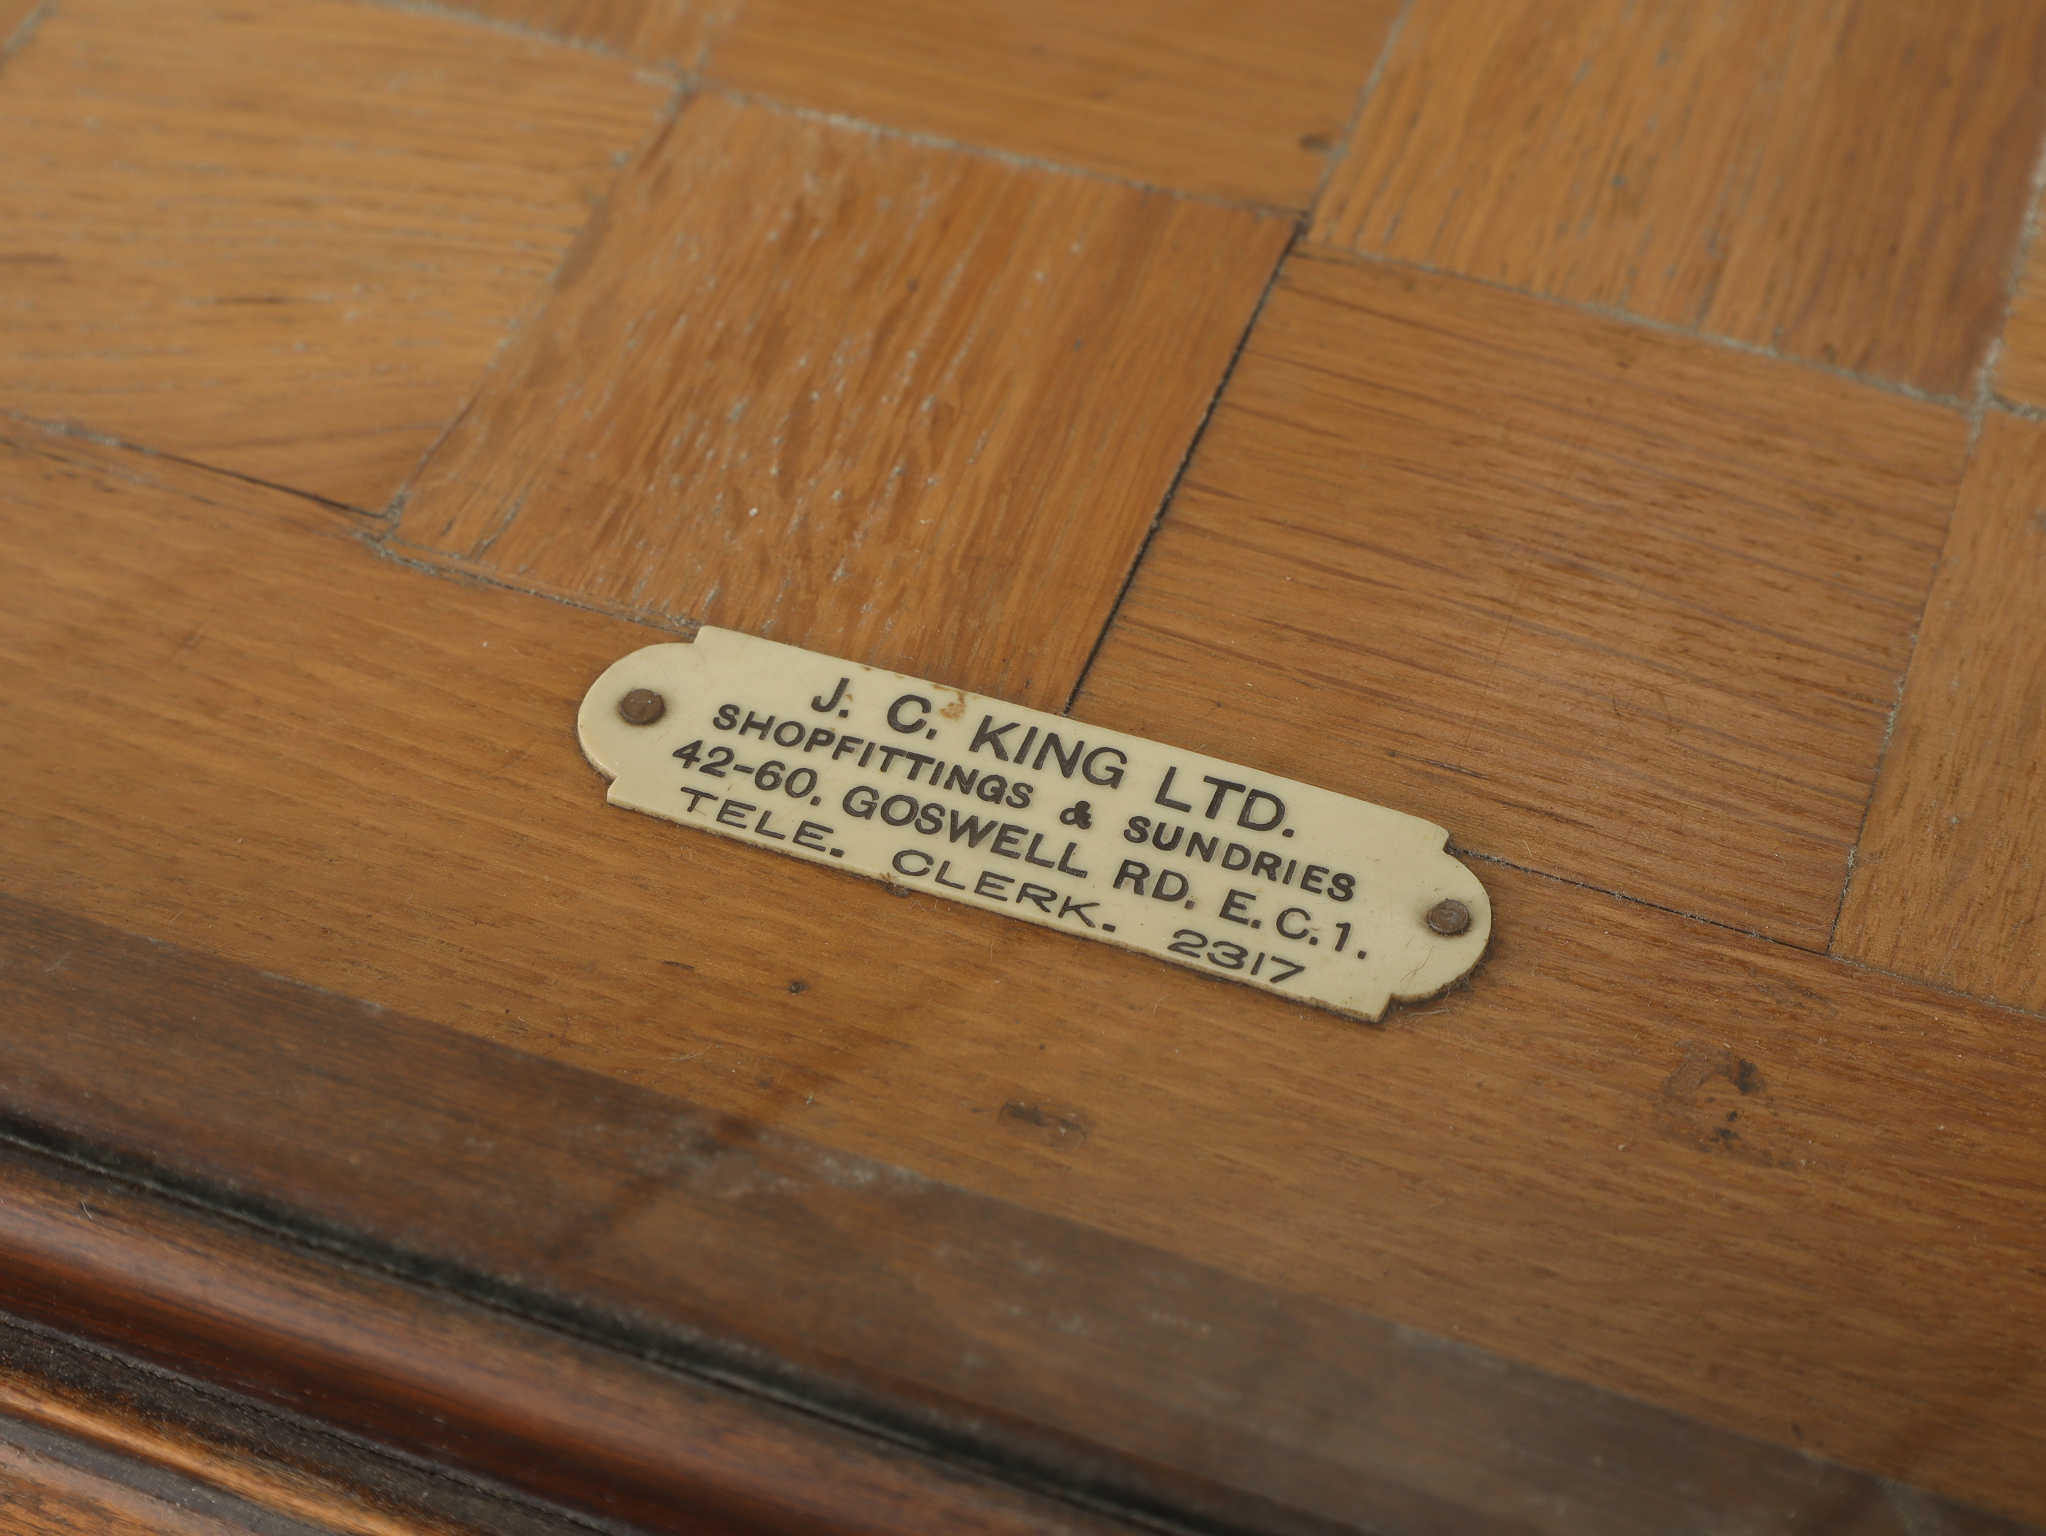 J. C. KING LTD.
SHOPFITTINGS & SUNDRIES
42-60. GOSWELL RD. E.C.1.
TELE. CLERK. 2317